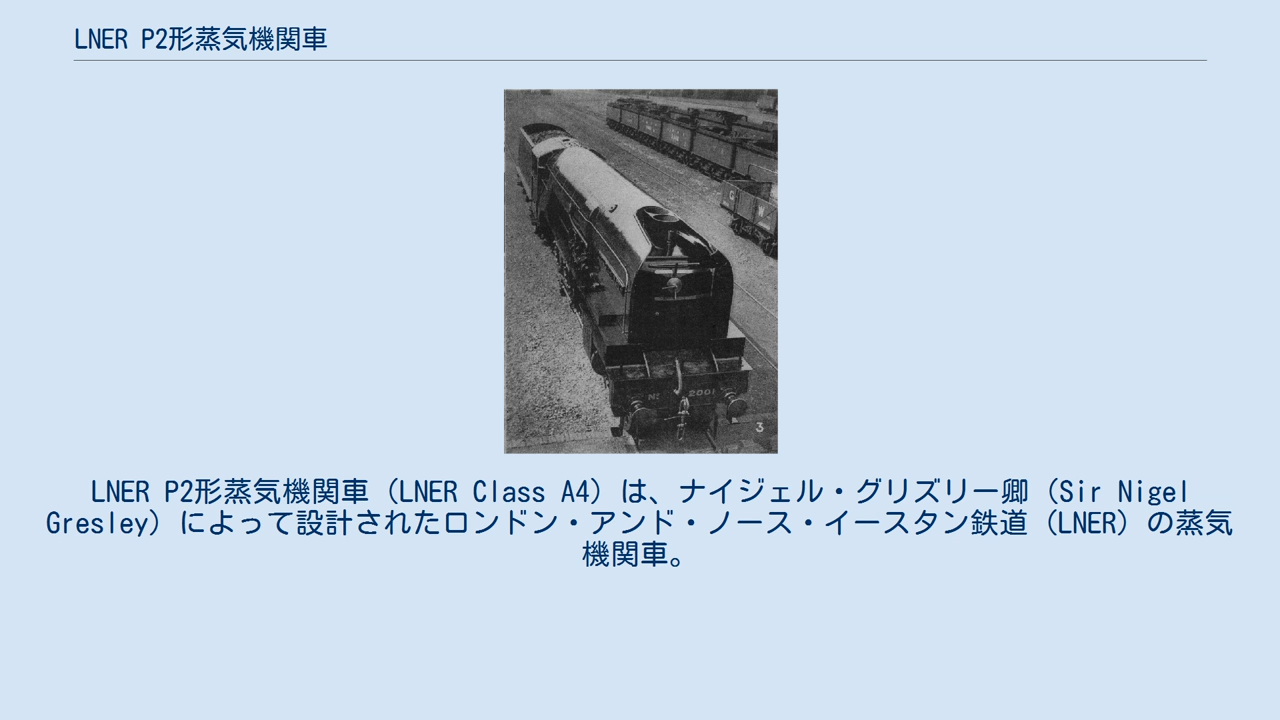 LNER P2形蒸気機関車
G W
Nº 2001
3
LNER P2形蒸気機関車（LNER Class A4）は、ナイジェル・グリズリー卿（Sir Nigel
Gresley）によって設計されたロンドン・アンド・ノース・イースタン鉄道（LNER）の蒸気
機関車。